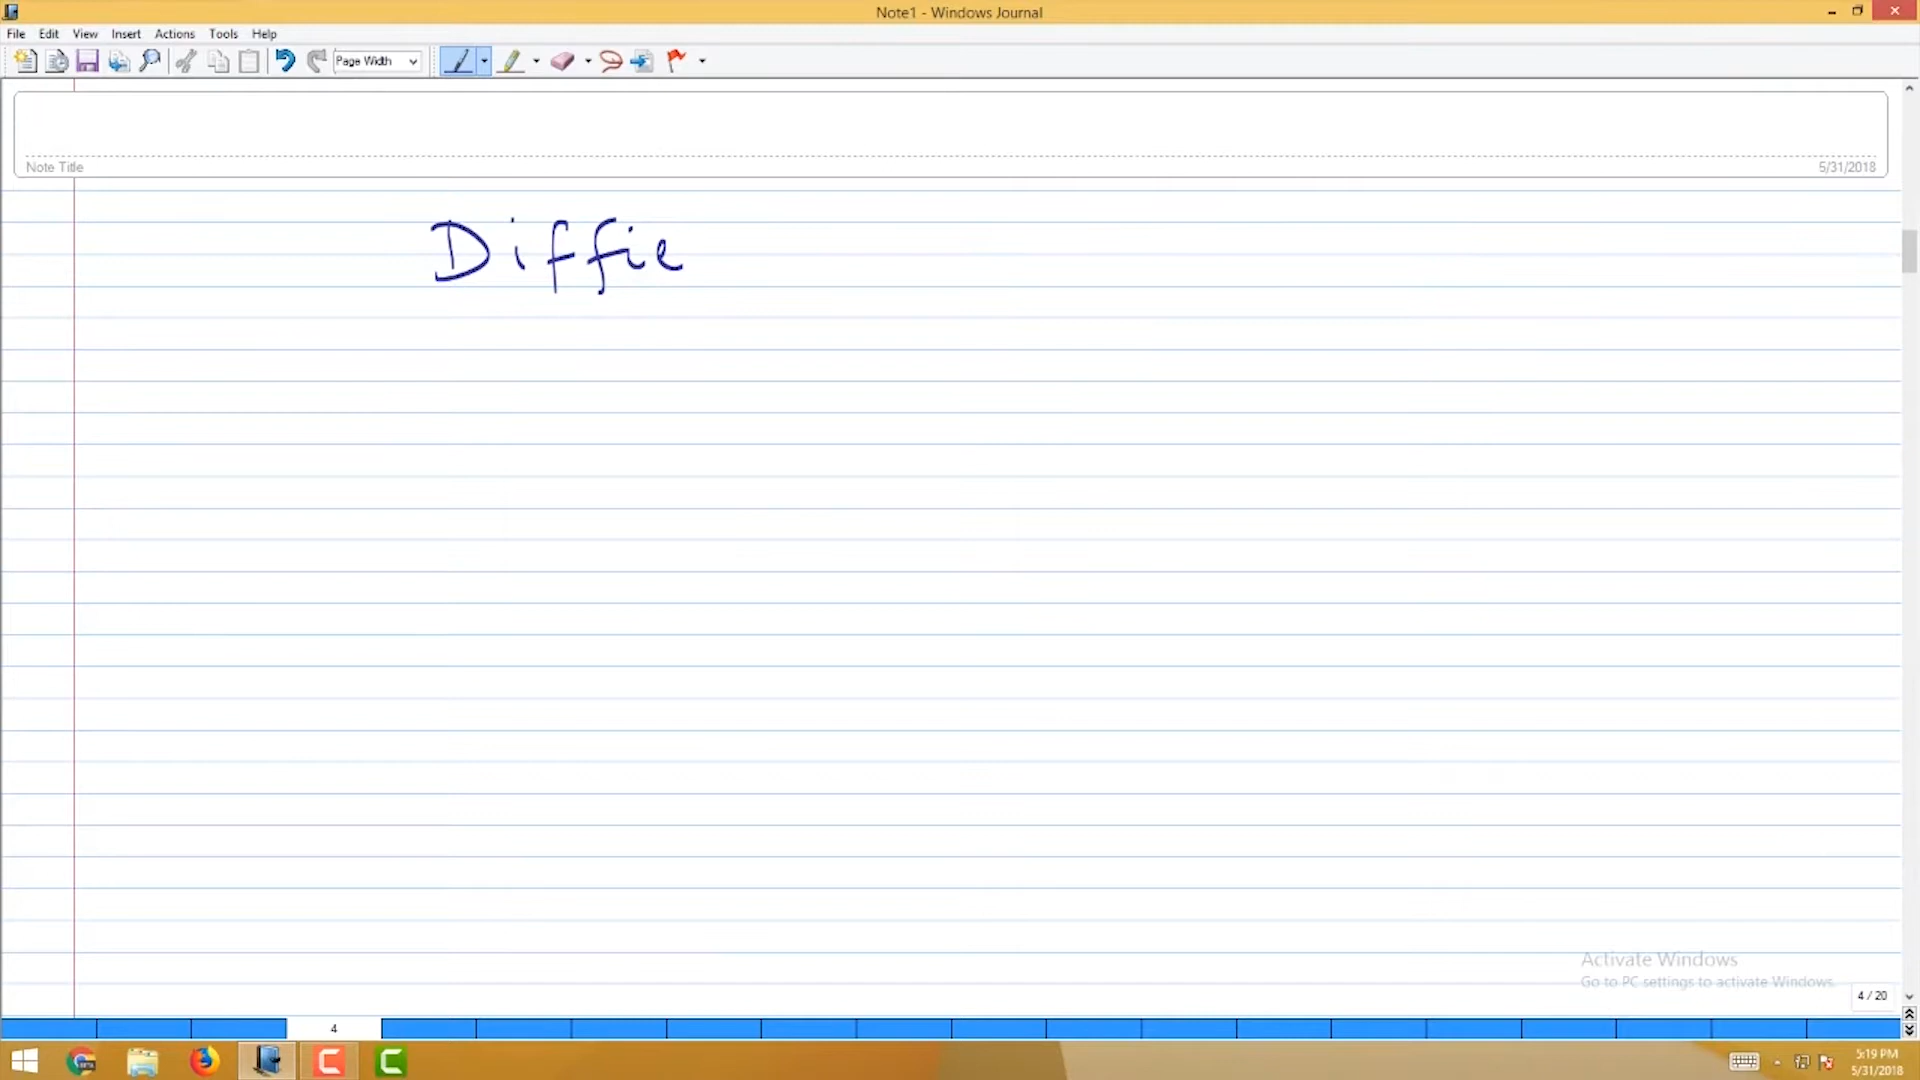 Note1 - Windows Journal
File Edit View Insert Actions Tools Help
Page Width
Note Title
5/31/2018
Diffie
Activate Windows
Go to PC settings to activate Windows.
4 / 20
4
5:19 PM
5/31/2018